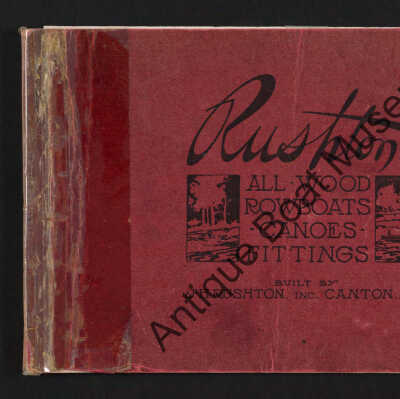 Rushton
ALL·WOOD
ROWBOATS
·CANOES·
FITTINGS
BUILT BY
J.H.RUSHTON, INC. CANTON,
Antique Boat Museum